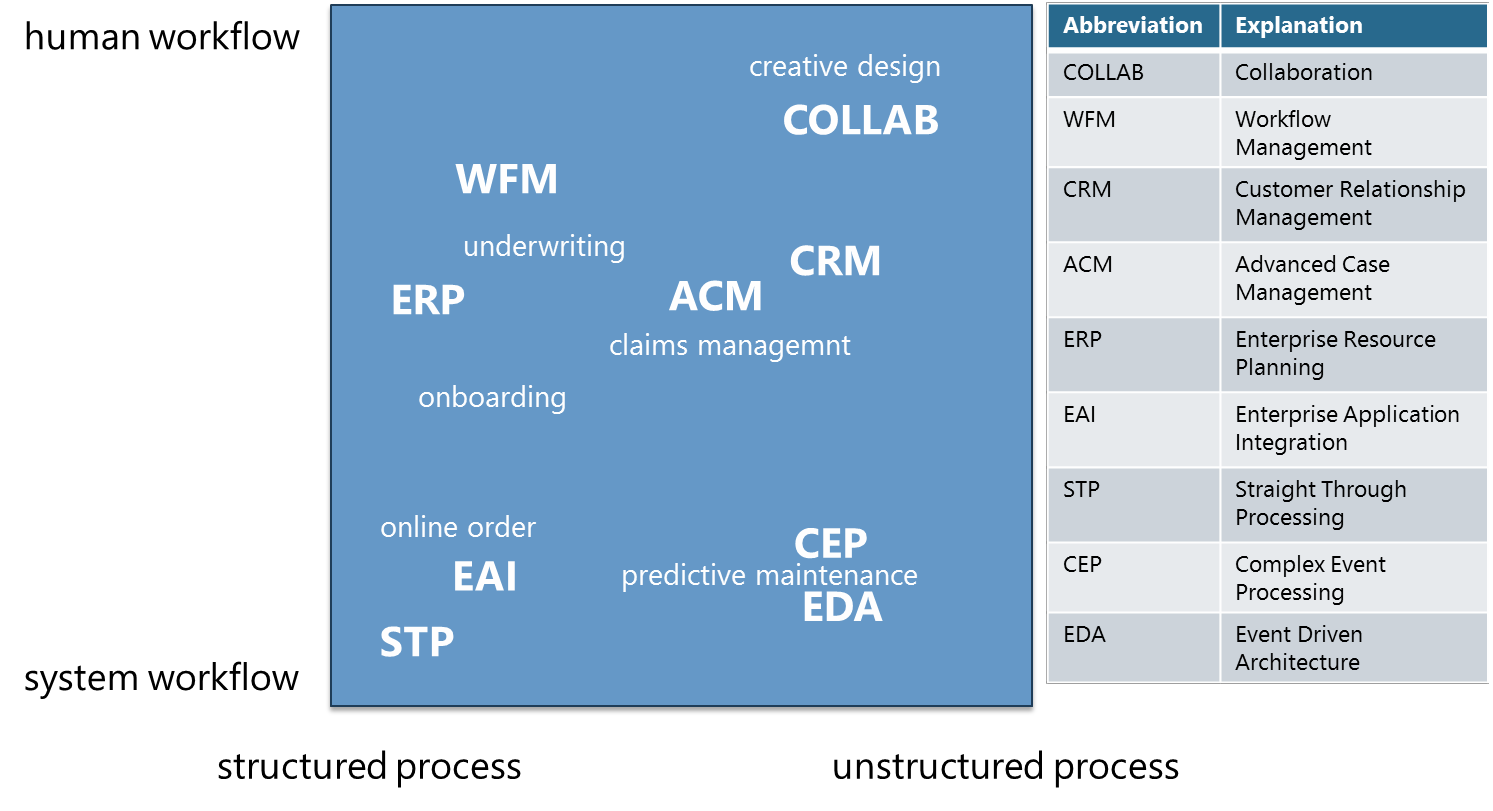 human workflow
creative design
COLLAB
WFM
underwriting
CRM
ERP
ACM
claims managemnt
onboarding
online order
CEP
EAI
predictive maintenance
EDA
STP
system workflow
structured process
unstructured process
Abbreviation Explanation
COLLAB Collaboration
WFM Workflow
Management
CRM Customer Relationship
Management
ACM Advanced Case
Management
ERP Enterprise Resource
Planning
EAI Enterprise Application
Integration
STP Straight Through
Processing
CEP Complex Event
Processing
EDA Event Driven
Architecture